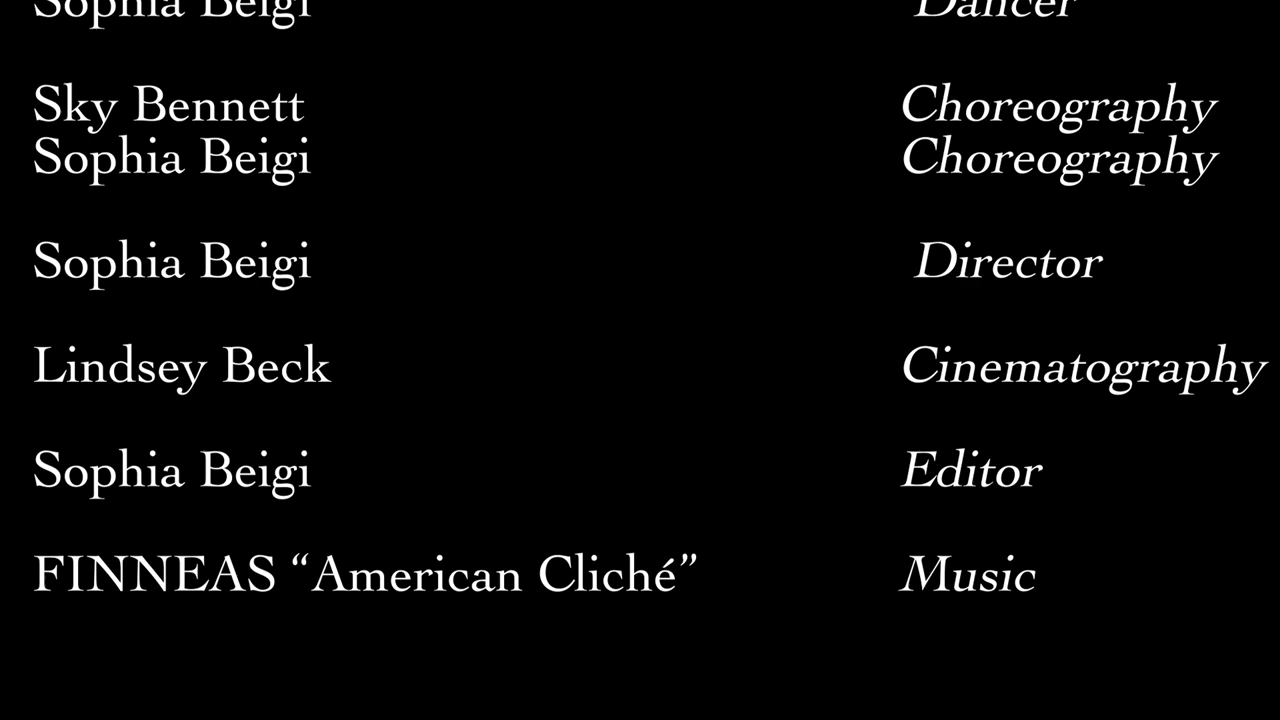 Sophia Beigi Dancer
Sky Bennett Choreography
Sophia Beigi Choreography
Sophia Beigi Director
Lindsey Beck Cinematography
Sophia Beigi Editor
FINNEAS “American Cliché” Music